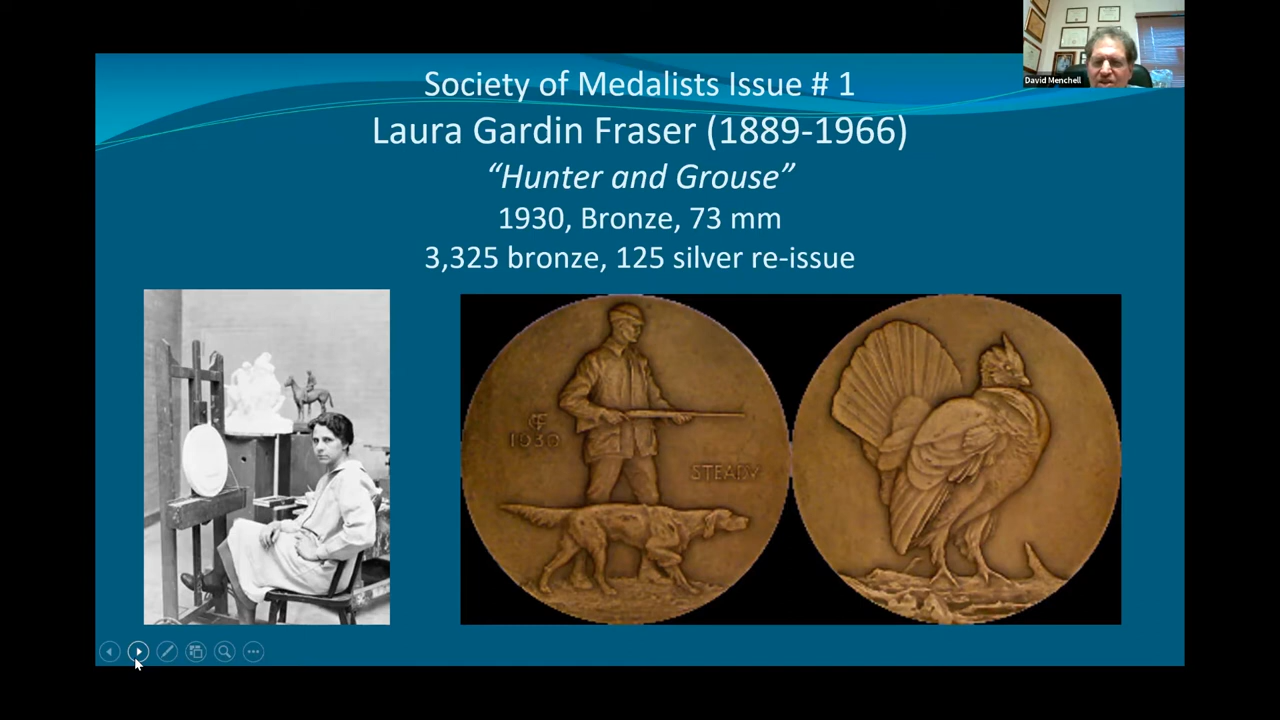 David Menchell
Society of Medalists Issue # 1
Laura Gardin Fraser (1889-1966)
“Hunter and Grouse”
1930, Bronze, 73 mm
3,325 bronze, 125 silver re-issue
1930
STEADY